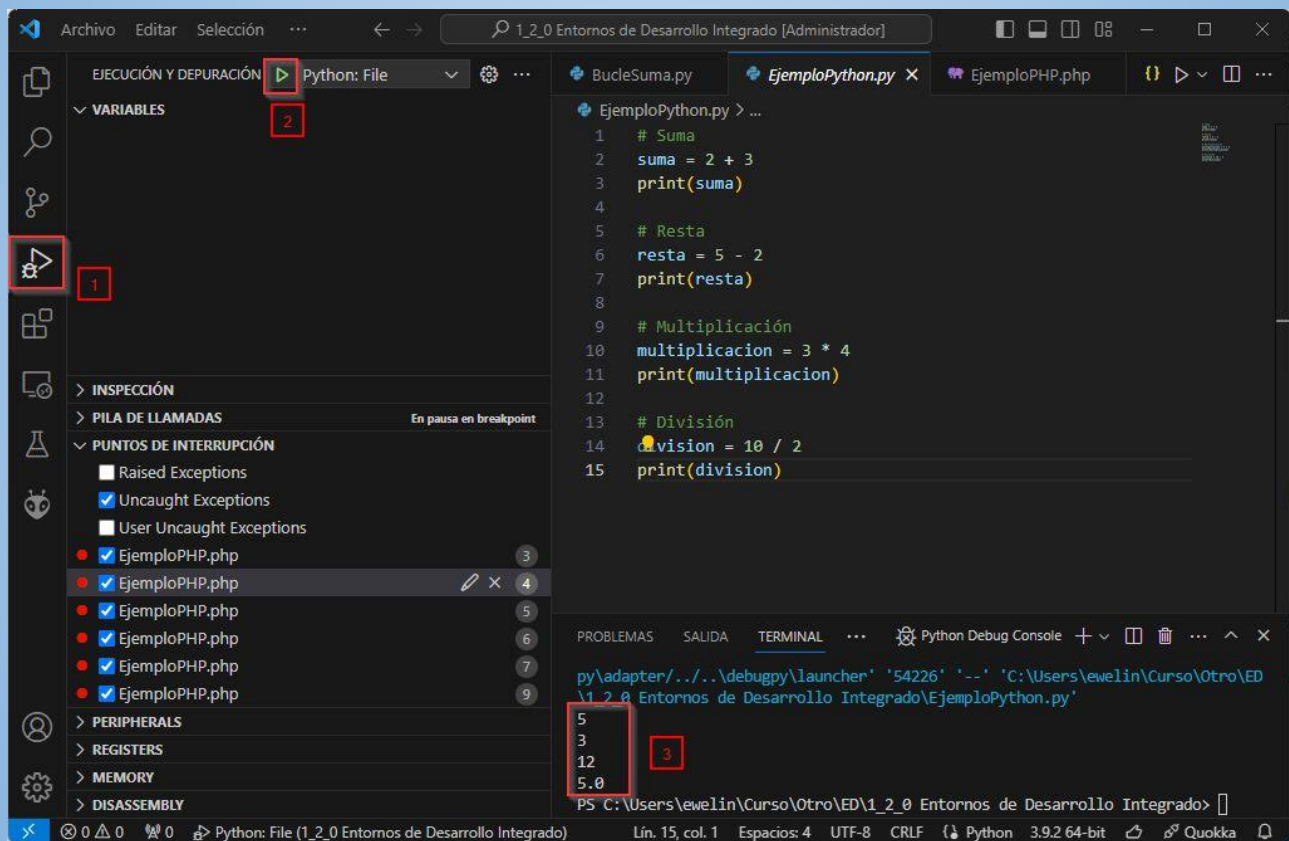 Archivo Editar Selección ··· 1_2_0 Entornos de Desarrollo Integrado [Administrador]
EJECUCIÓN Y DEPURACIÓN Python: File ···
VARIABLES
2
1
INSPECCIÓN
PILA DE LLAMADAS En pausa en breakpoint
PUNTOS DE INTERRUPCIÓN
Raised Exceptions
Uncaught Exceptions
User Uncaught Exceptions
EjemploPHP.php 3
EjemploPHP.php 4
EjemploPHP.php 5
EjemploPHP.php 6
EjemploPHP.php 7
EjemploPHP.php 9
PERIPHERALS
REGISTERS
MEMORY
DISASSEMBLY
BucleSuma.py EjemploPython.py EjemploPHP.php {} ···
EjemploPython.py > ...
1 # Suma
2 suma = 2 + 3
3 print(suma)
4
5 # Resta
6 resta = 5 - 2
7 print(resta)
8
9 # Multiplicación
10 multiplicacion = 3 * 4
11 print(multiplicacion)
12
13 # División
14 division = 10 / 2
15 print(division)
PROBLEMAS SALIDA TERMINAL ··· Python Debug Console ···
py\adapter/../..\debugpy\launcher' '54226' '--' 'C:\Users\ewelin\Curso\Otro\ED
\1_2_0 Entornos de Desarrollo Integrado\EjemploPython.py'
5
3
12
5.0
3
PS C:\Users\ewelin\Curso\Otro\ED\1_2_0 Entornos de Desarrollo Integrado>
0 0 0 Python: File (1_2_0 Entornos de Desarrollo Integrado) Lín. 15, col. 1 Espacios: 4 UTF-8 CRLF Python 3.9.2 64-bit Quokka